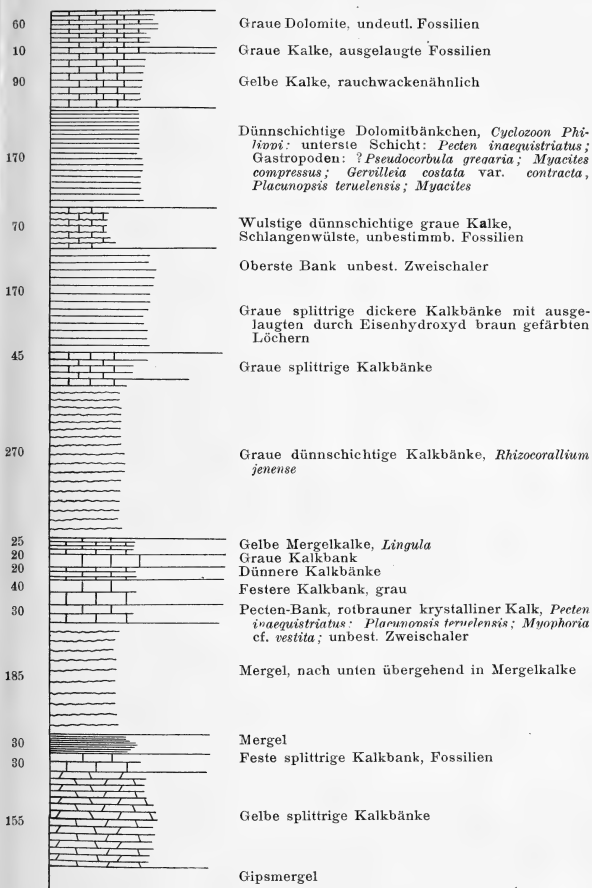 60 Graue Dolomite, undeutl. Fossilien
10 Graue Kalke, ausgelaugte Fossilien
90 Gelbe Kalke, rauchwackenähnlich
170 Dünnschichtige Dolomitbänkchen, Cyclozoon Phi-
lippi: unterste Schicht: Pecten inaequistriatus;
Gastropoden: ? Pseudocorbula gregaria; Myacites
compressus; Gervilleia costata var. contracta,
Placunopsis teruelensis; Myacites
70 Wulstige dünnschichtige graue Kalke,
Schlangenwülste, unbestimmb. Fossilien
Oberste Bank unbest. Zweischaler
170 Graue splittrige dickere Kalkbänke mit ausge-
laugten durch Eisenhydroxyd braun gefärbten
Löchern
45 Graue splittrige Kalkbänke
270 Graue dünnschichtige Kalkbänke, Rhizocorallium
jenense
25 Gelbe Mergelkalke, Lingula
20 Graue Kalkbank
20 Dünnere Kalkbänke
40 Festere Kalkbank, grau
30 Pecten-Bank, rotbrauner krystalliner Kalk, Pecten
inaequistriatus: Placunopsis teruelensis; Myophoria
cf. vestita; unbest. Zweischaler
185 Mergel, nach unten übergehend in Mergelkalke
30 Mergel
30 Feste splittrige Kalkbank, Fossilien
155 Gelbe splittrige Kalkbänke
Gipsmergel